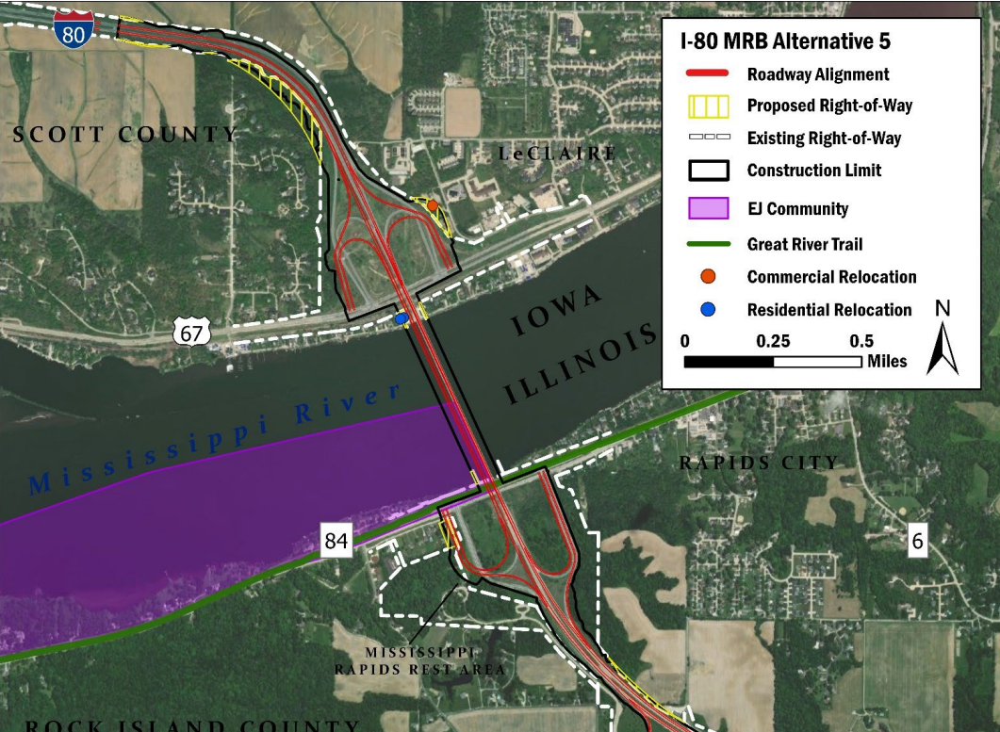 80
SCOTT COUNTY
LeCLAIRE
67
IOWA
ILLINOIS
Mississippi River
RAPIDS CITY
84
6
MISSISSIPPI
RAPIDS REST AREA
ROCK ISLAND COUNTY
I-80 MRB Alternative 5
Roadway Alignment
Proposed Right-of-Way
Existing Right-of-Way
Construction Limit
EJ Community
Great River Trail
Commercial Relocation
Residential Relocation
N
0 0.25 0.5
Miles